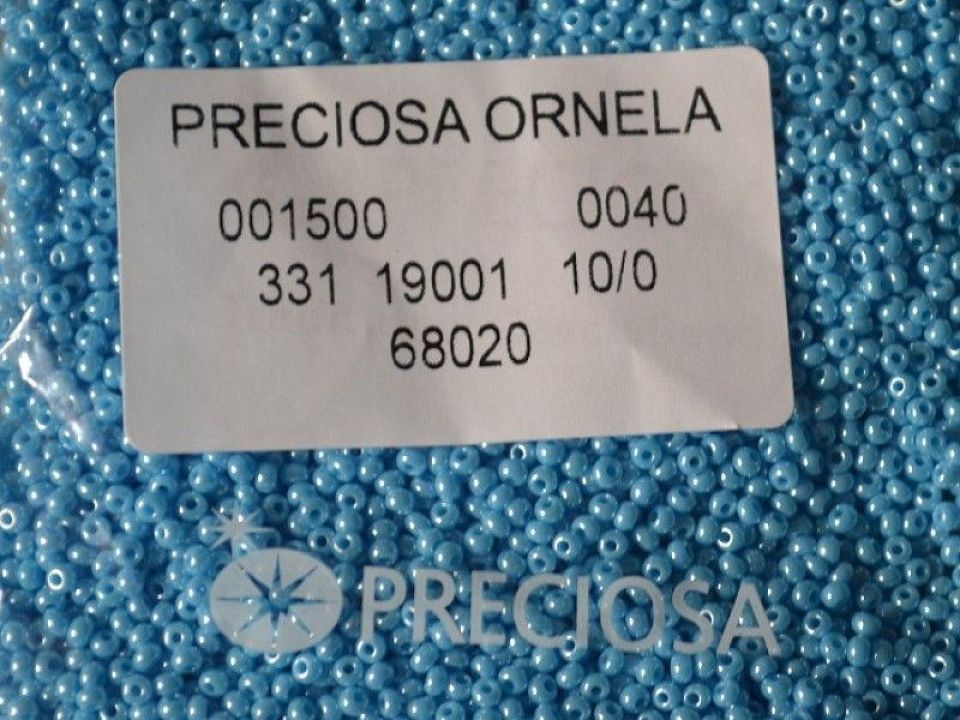 PRECIOSA ORNELA
001500 0040
331 19001 10/0
68020
PRECIOSA